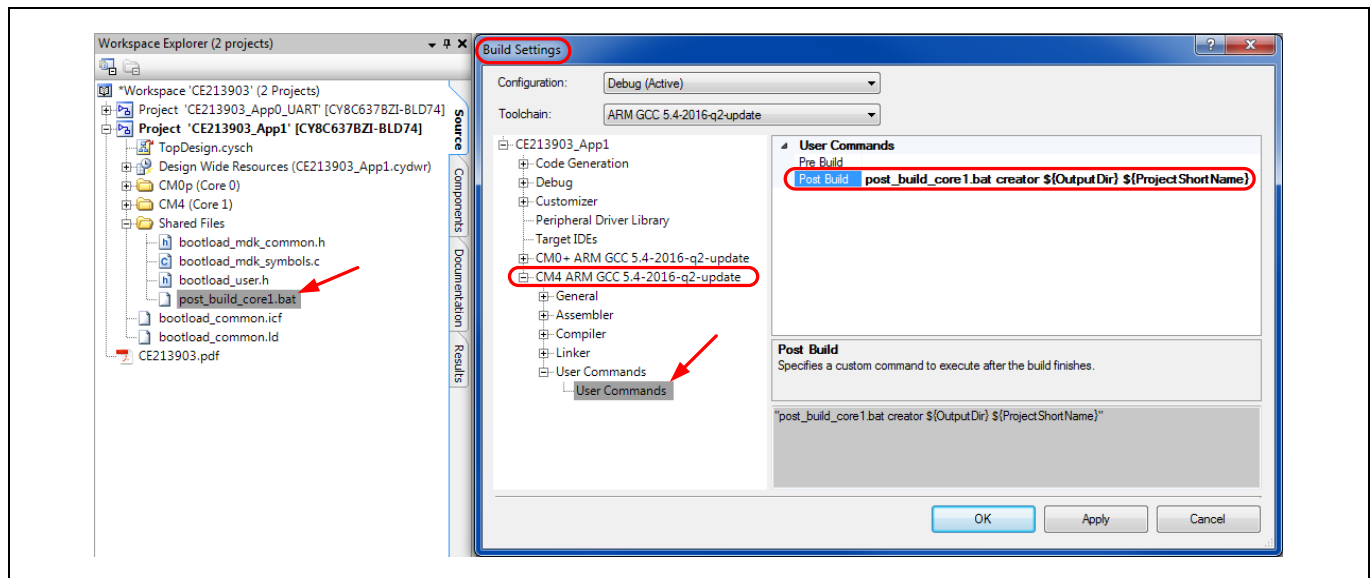 Workspace Explorer (2 projects)
*Workspace 'CE213903' (2 Projects)
Project 'CE213903_App0_UART' [CY8C637BZI-BLD74]
Project 'CE213903_App1' [CY8C637BZI-BLD74]
TopDesign.cysch
Design Wide Resources (CE213903_App1.cydwr)
CM0p (Core 0)
CM4 (Core 1)
Shared Files
bootload_mdk_common.h
bootload_mdk_symbols.c
bootload_user.h
post_build_core1.bat
bootload_common.icf
bootload_common.ld
CE213903.pdf
Source
Components
Documentation
Results
Build Settings
Configuration:
Debug (Active)
Toolchain:
ARM GCC 5.4-2016-q2-update
CE213903_App1
Code Generation
Debug
Customizer
Peripheral Driver Library
Target IDEs
CM0+ ARM GCC 5.4-2016-q2-update
CM4 ARM GCC 5.4-2016-q2-update
General
Assembler
Compiler
Linker
User Commands
User Commands
User Commands
Pre Build
Post Build post_build_core1.bat creator ${OutputDir} ${ProjectShortName}
Post Build
Specifies a custom command to execute after the build finishes.
"post_build_core1.bat creator ${OutputDir} ${ProjectShortName}"
OK
Apply
Cancel